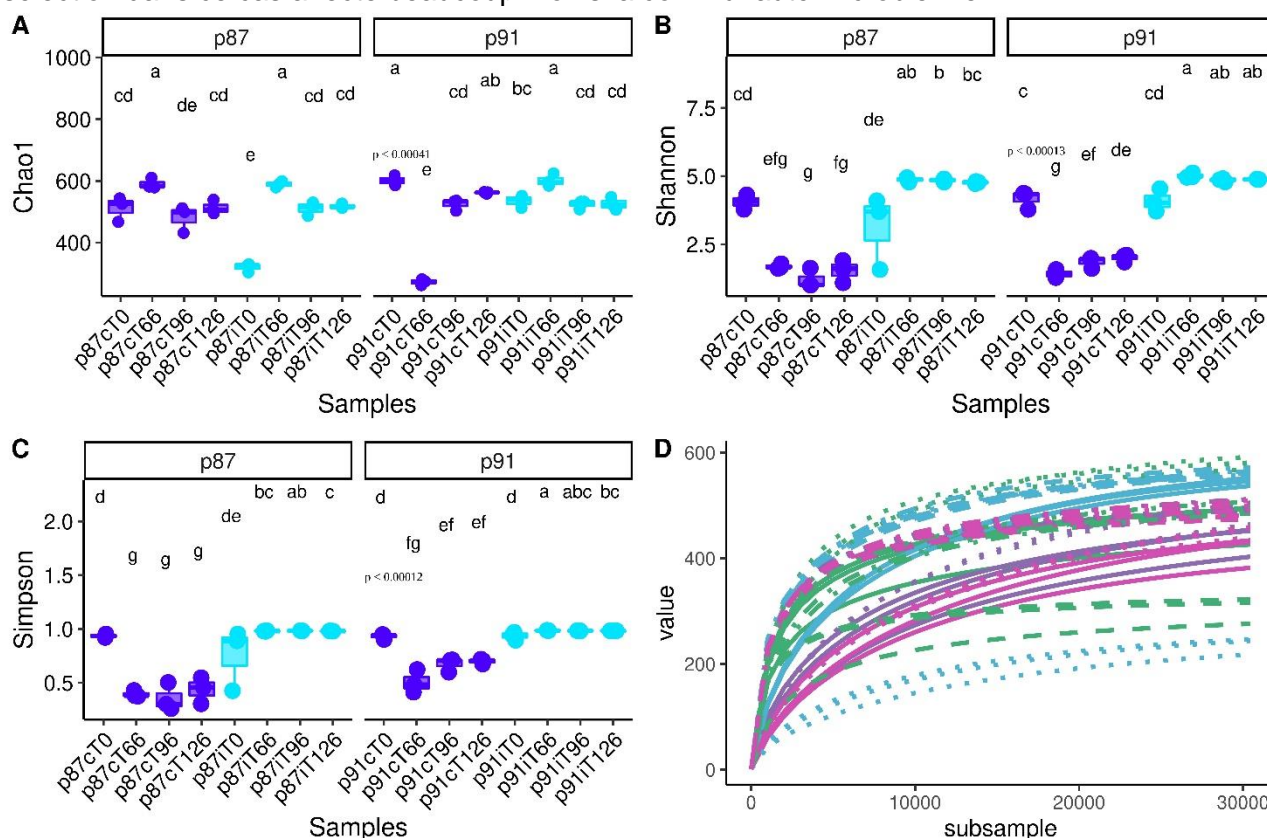 A
p87
p91
1000
800
600
400
Chao1
cd a de cd e a cd cd
a e cd ab bc a cd cd
p < 0.00041
p87cT0
p87cT66
p87cT96
p87cT126
p87iT0
p87iT66
p87iT96
p87iT126
p91cT0
p91cT66
p91cT96
p91cT126
p91iT0
p91iT66
p91iT96
p91iT126
Samples
B
p87
p91
7.5
5.0
2.5
Shannon
cd efg g fg de ab b bc
c g ef de cd a ab ab
p < 0.00013
p87cT0
p87cT66
p87cT96
p87cT126
p87iT0
p87iT66
p87iT96
p87iT126
p91cT0
p91cT66
p91cT96
p91cT126
p91iT0
p91iT66
p91iT96
p91iT126
Samples
C
p87
p91
2.0
1.5
1.0
0.5
Simpson
d g g g de bc ab c
d fg ef ef d a abc bc
p < 0.00012
p87cT0
p87cT66
p87cT96
p87cT126
p87iT0
p87iT66
p87iT96
p87iT126
p91cT0
p91cT66
p91cT96
p91cT126
p91iT0
p91iT66
p91iT96
p91iT126
Samples
D
600
400
200
0
value
0
10000
20000
30000
subsample